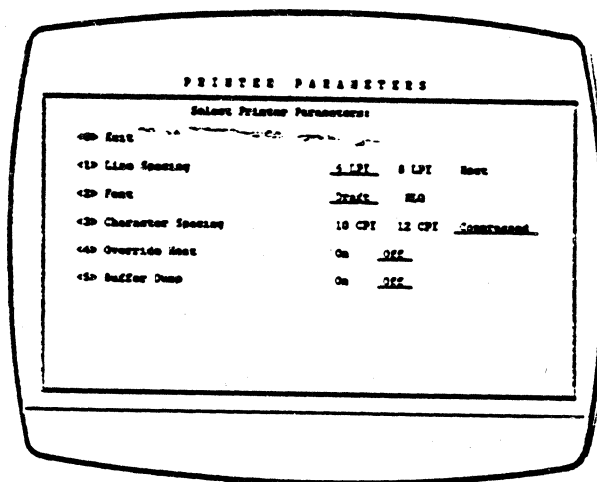 PRINTER PARAMETERS
Select Printer Parameters:
<0> Exit
<1> Line Spacing 6 LPI 8 LPI Host
<2> Font Draft NLQ
<3> Character Spacing 10 CPI 12 CPI Compressed
<4> Override Host On Off
<5> Buffer Dump On Off